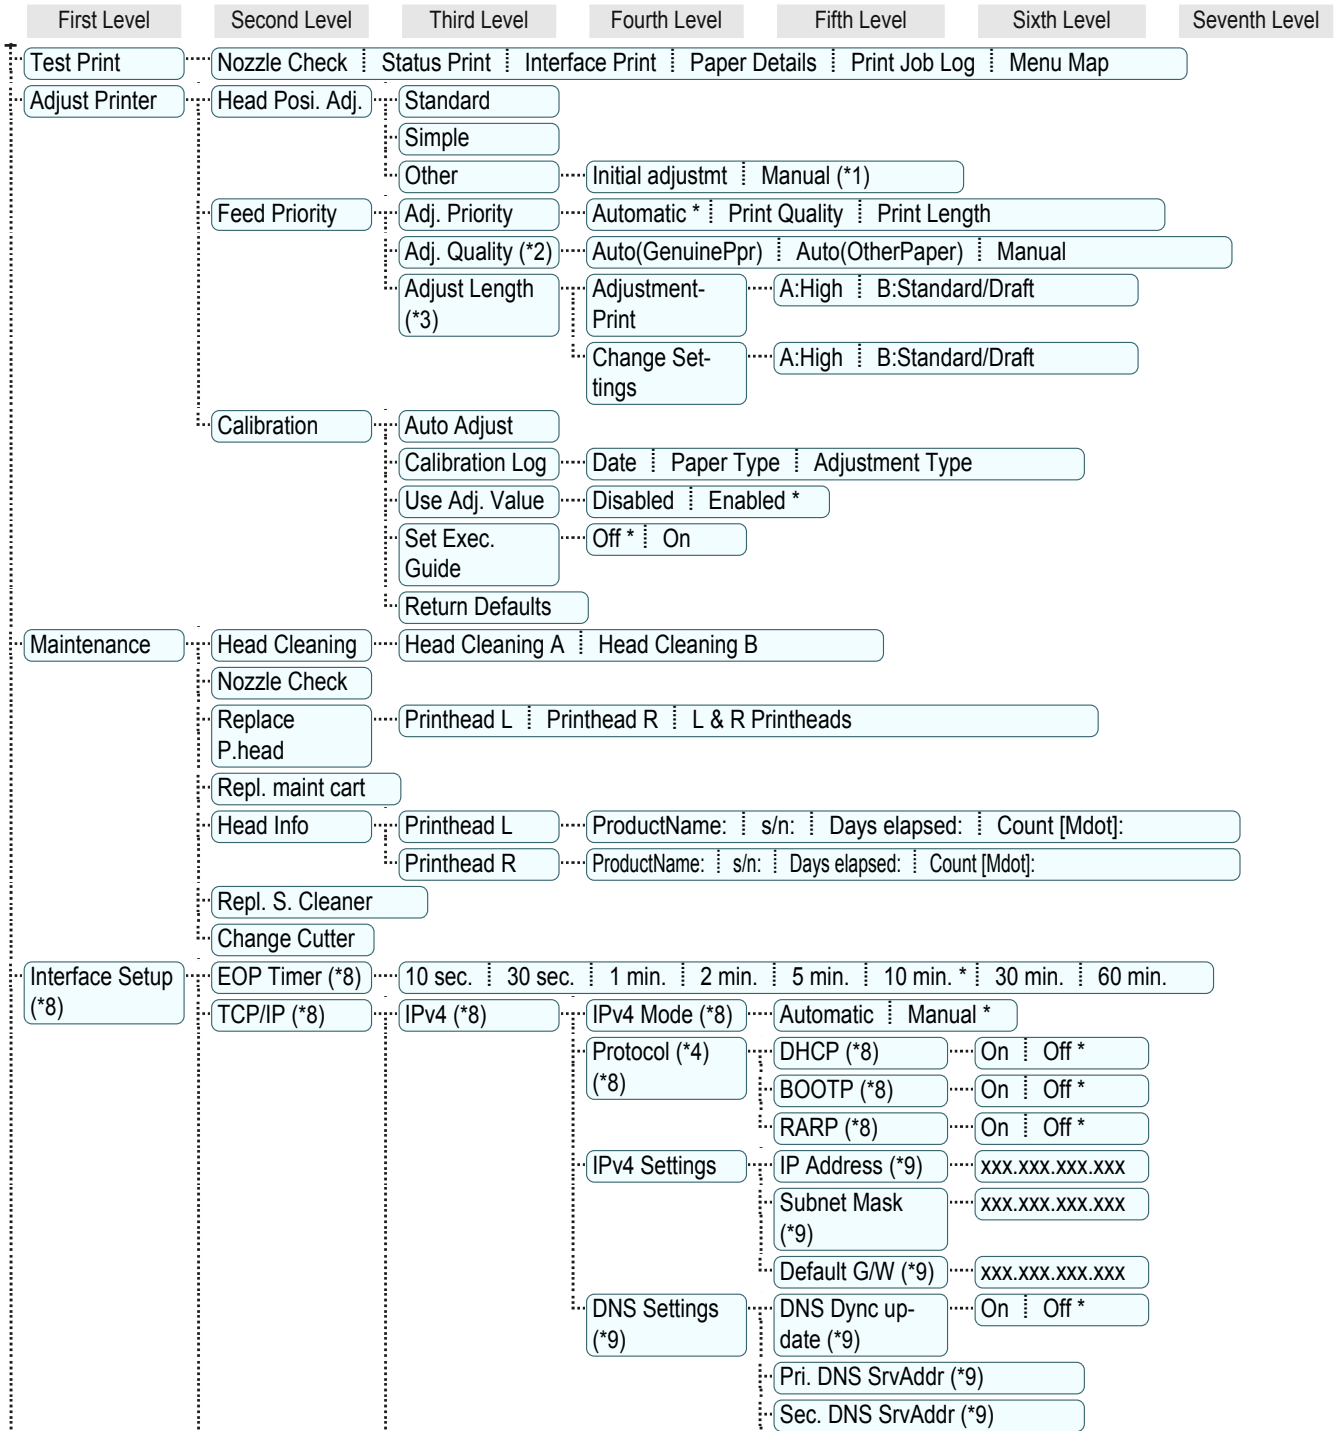 First Level Second Level Third Level Fourth Level Fifth Level Sixth Level Seventh Level
Test Print Nozzle Check Status Print Interface Print Paper Details Print Job Log Menu Map
Adjust Printer Head Posi. Adj. Standard
Simple
Other Initial adjustmt Manual (*1)
Feed Priority Adj. Priority Automatic * Print Quality Print Length
Adj. Quality (*2) Auto(GenuinePpr) Auto(OtherPaper) Manual
Adjust Length Adjustment- A:High B:Standard/Draft
(*3) Print
Change Set- A:High B:Standard/Draft
tings
Calibration Auto Adjust
Calibration Log Date Paper Type Adjustment Type
Use Adj. Value Disabled Enabled *
Set Exec. Off * On
Guide
Return Defaults
Maintenance Head Cleaning Head Cleaning A Head Cleaning B
Nozzle Check
Replace Printhead L Printhead R L & R Printheads
P.head
Repl. maint cart
Head Info Printhead L ProductName: s/n: Days elapsed: Count [Mdot]:
Printhead R ProductName: s/n: Days elapsed: Count [Mdot]:
Repl. S. Cleaner
Change Cutter
Interface Setup EOP Timer (*8) 10 sec. 30 sec. 1 min. 2 min. 5 min. 10 min. * 30 min. 60 min.
(*8) TCP/IP (*8) IPv4 (*8) IPv4 Mode (*8) Automatic Manual *
Protocol (*4) DHCP (*8) On Off *
(*8) BOOTP (*8) On Off *
RARP (*8) On Off *
IPv4 Settings IP Address (*9) xxx.xxx.xxx.xxx
Subnet Mask xxx.xxx.xxx.xxx
(*9)
Default G/W (*9) xxx.xxx.xxx.xxx
DNS Settings DNS Dync up- On Off *
(*9) date (*9)
Pri. DNS SrvAddr (*9)
Sec. DNS SrvAddr (*9)